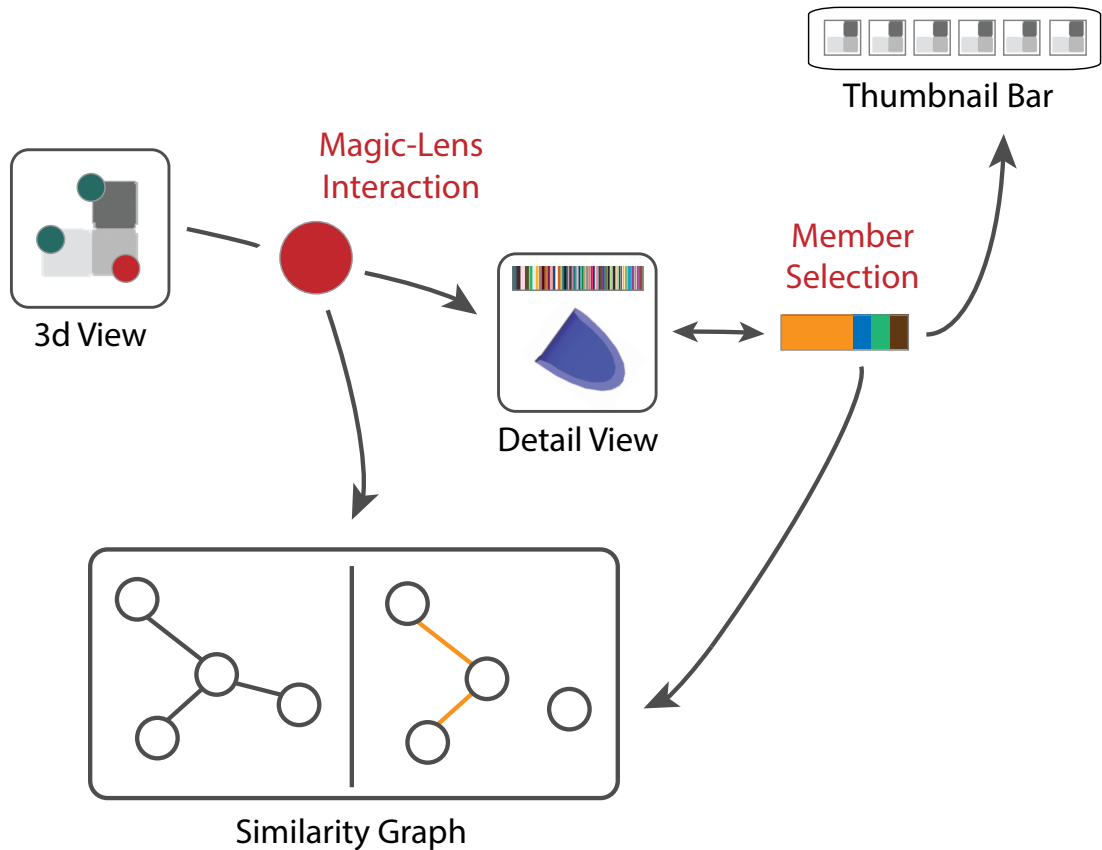 Thumbnail Bar
Magic-Lens
Interaction
3d View
Member
Selection
Detail View
Similarity Graph